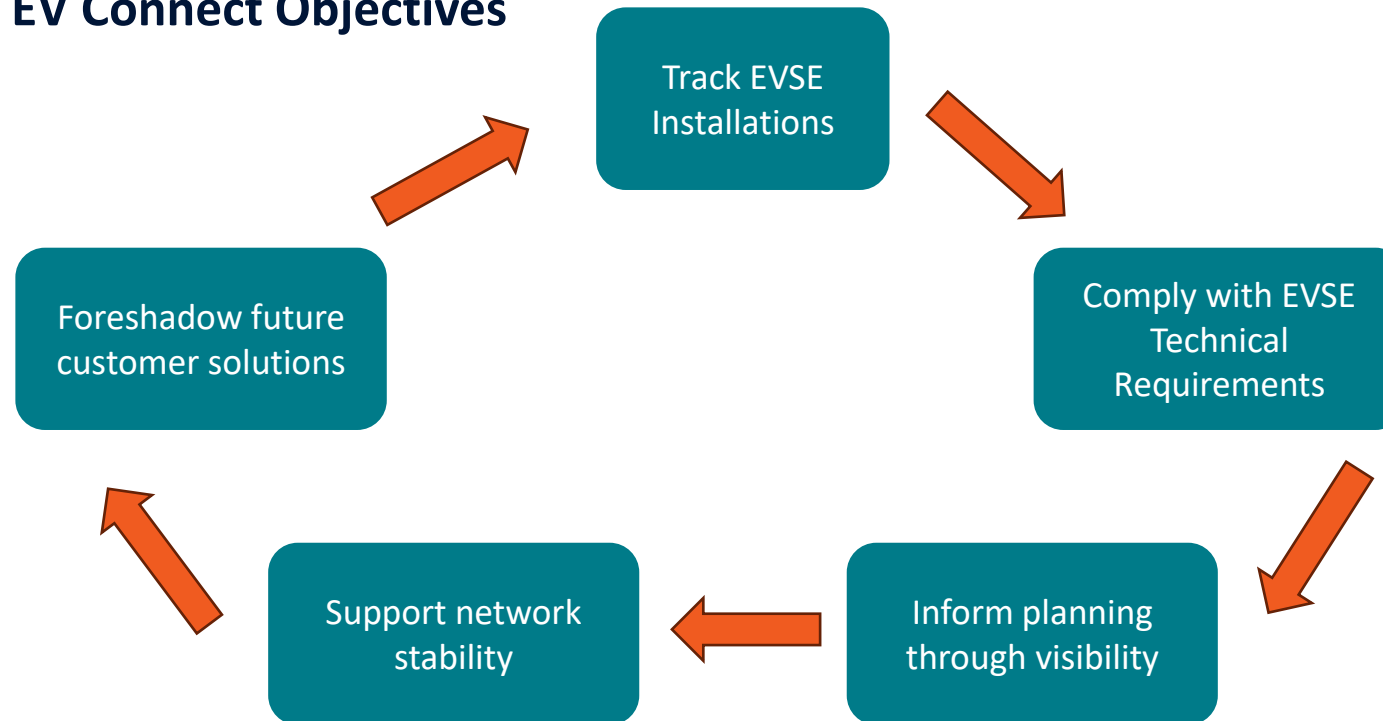 EV Connect Objectives
Track EVSE
Installations
Comply with EVSE
Technical
Requirements
Inform planning
through visibility
Support network
stability
Foreshadow future
customer solutions